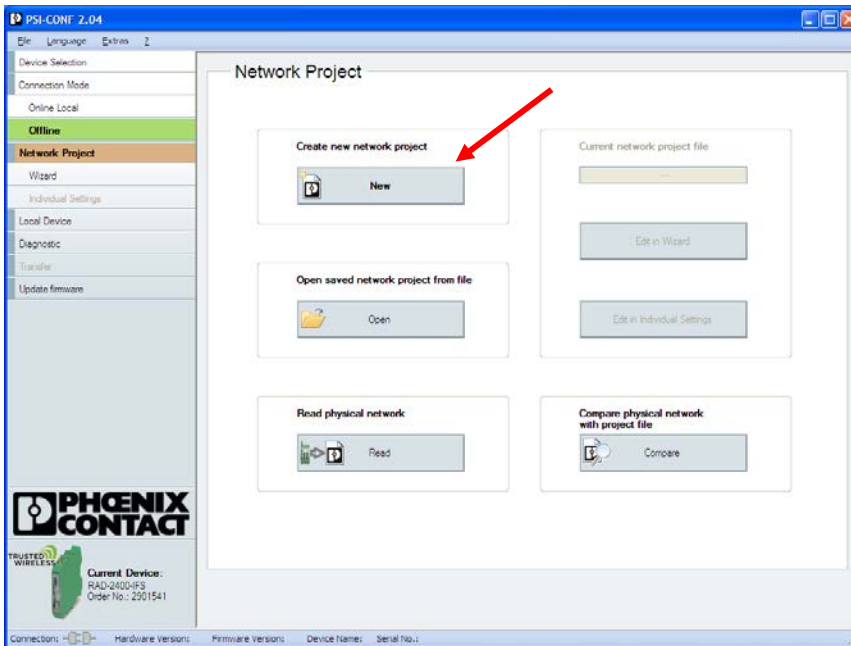 PSI-CONF 2.04
File Language Extras ?
Device Selection
Connection Mode
Online Local
Offline
Network Project
Wizard
Individual Settings
Local Device
Diagnostic
Transfer
Update firmware
Network Project
Create new network project
New
Current network project file
---
Edit in Wizard
Open saved network project from file
Open
Edit in Individual Settings
Read physical network
Read
Compare physical network
with project file
Compare
PHŒNIX
CONTACT
TRUSTED
WIRELESS
Current Device:
RAD-2400-IFS
Order No.: 2901541
Connection: Hardware Version: Firmware Version: Device Name: Serial No.: